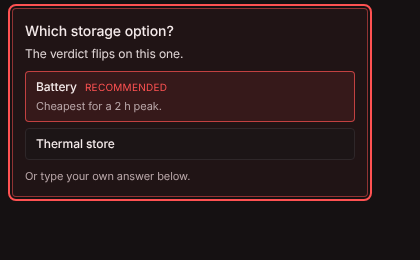 Which storage option?
The verdict flips on this one.
Battery RECOMMENDED
Cheapest for a 2 h peak.
Thermal store
Or type your own answer below.